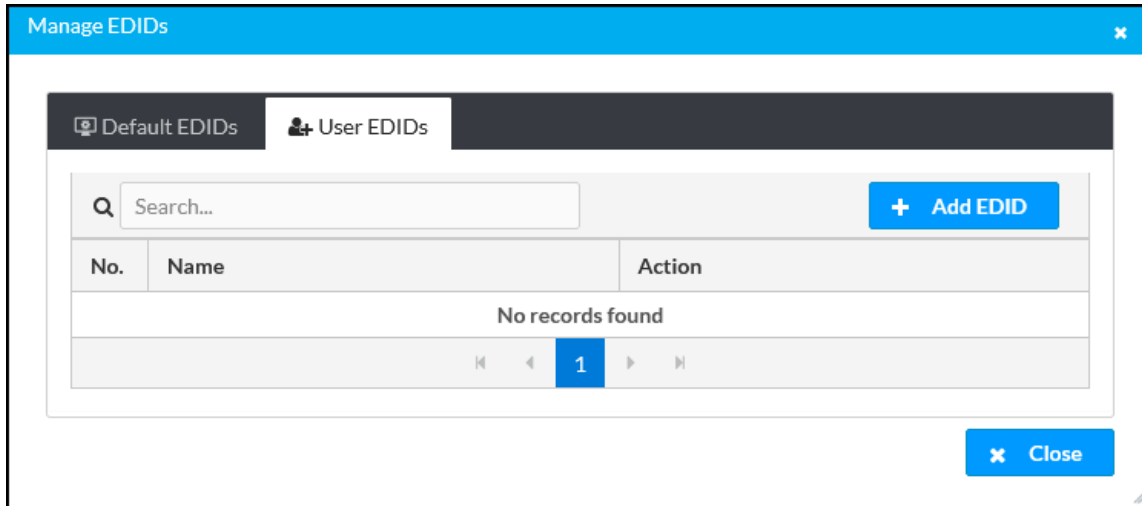 Manage EDIDs
Default EDIDs
User EDIDs
Search...
+ Add EDID
No. Name Action
No records found
1
Close